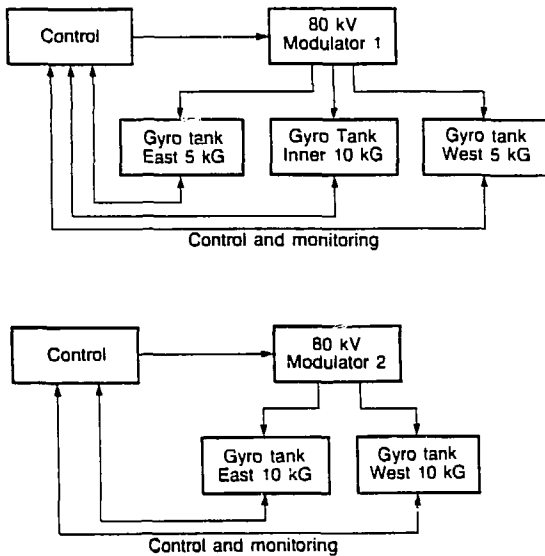 Control
80 kV
Modulator 1
Gyro tank
East 5 kG
Gyro Tank
Inner 10 kG
Gyro tank
West 5 kG
Control and monitoring
Control
80 kV
Modulator 2
Gyro tank
East 10 kG
Gyro tank
West 10 kG
Control and monitoring